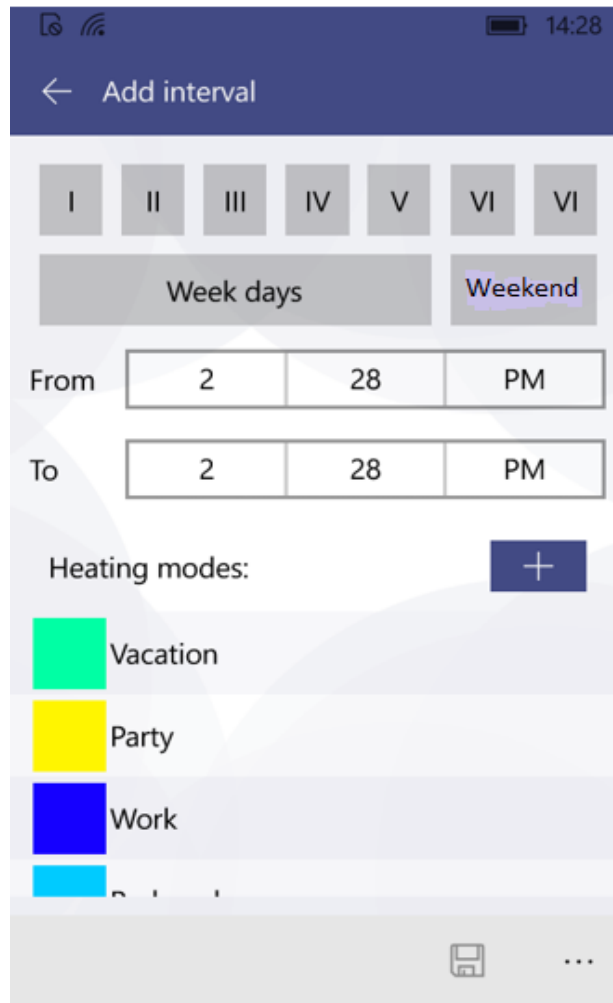 14:28
Add interval
I II III IV V VI VI
Week days Weekend
From 2 28 PM
To 2 28 PM
Heating modes:
Vacation
Party
Work